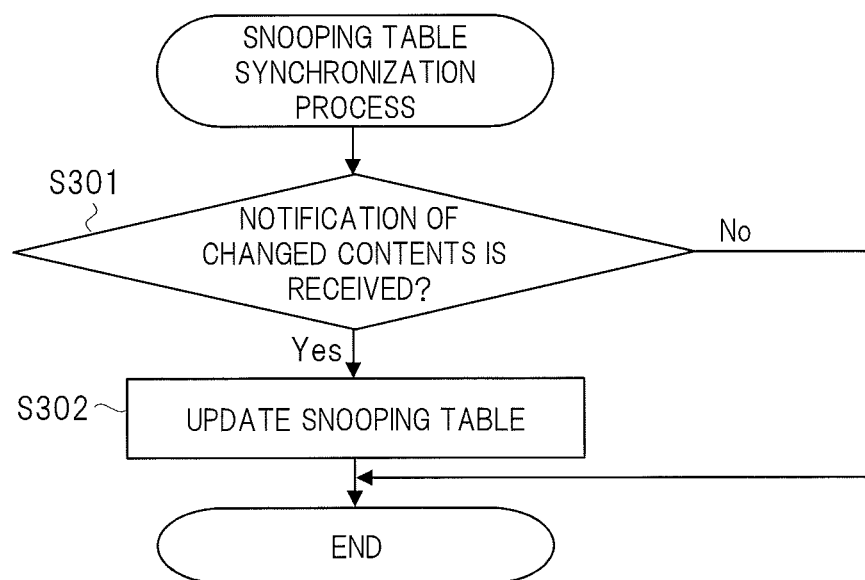 SNOOPING TABLE
SYNCHRONIZATION
PROCESS
S301
NOTIFICATION OF
CHANGED CONTENTS IS
RECEIVED?
No
Yes
S302
UPDATE SNOOPING TABLE
END